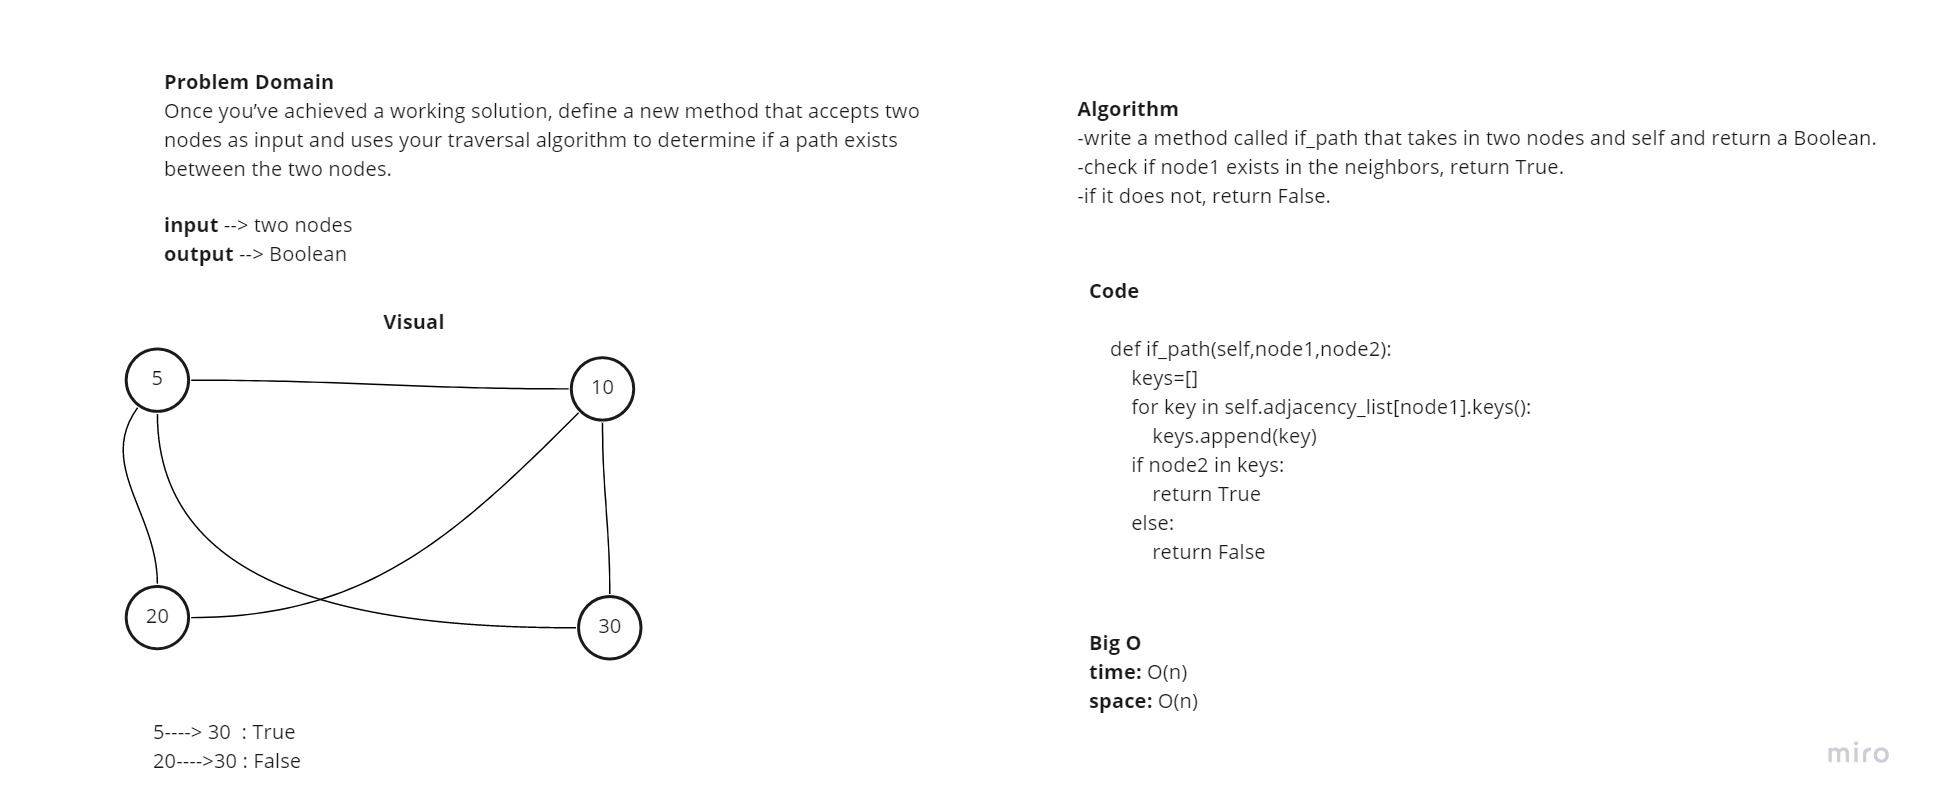 Problem Domain
Once you’ve achieved a working solution, define a new method that accepts two
nodes as input and uses your traversal algorithm to determine if a path exists
between the two nodes.
input --> two nodes
output --> Boolean
Visual
5
10
20
30
5----> 30  : True
20---->30 : False
Algorithm
-write a method called if_path that takes in two nodes and self and return a Boolean.
-check if node1 exists in the neighbors, return True.
-if it does not, return False.
Code
def if_path(self,node1,node2):
keys=[]
for key in self.adjacency_list[node1].keys():
keys.append(key)
if node2 in keys:
return True
else:
return False
Big O
time: O(n)
space: O(n)
miro